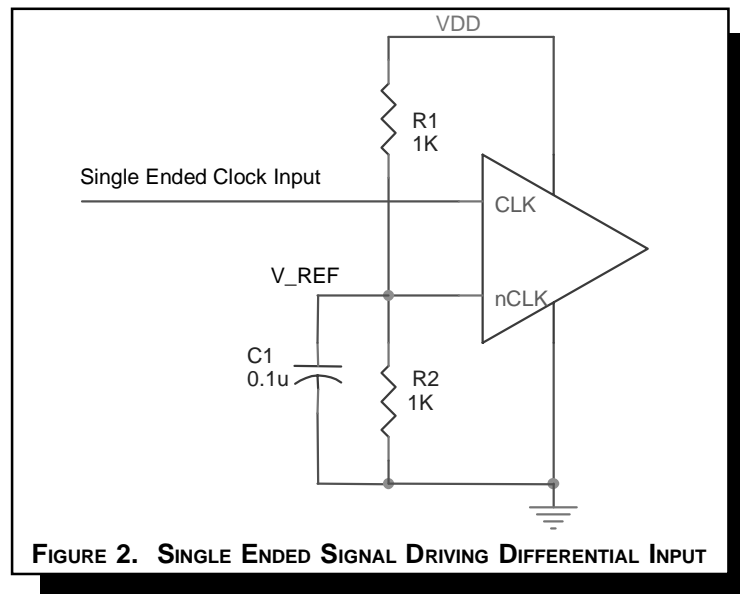 VDD
R1
1K
Single Ended Clock Input
CLK
V_REF
nCLK
C1
0.1u
R2
1K
FIGURE 2. SINGLE ENDED SIGNAL DRIVING DIFFERENTIAL INPUT